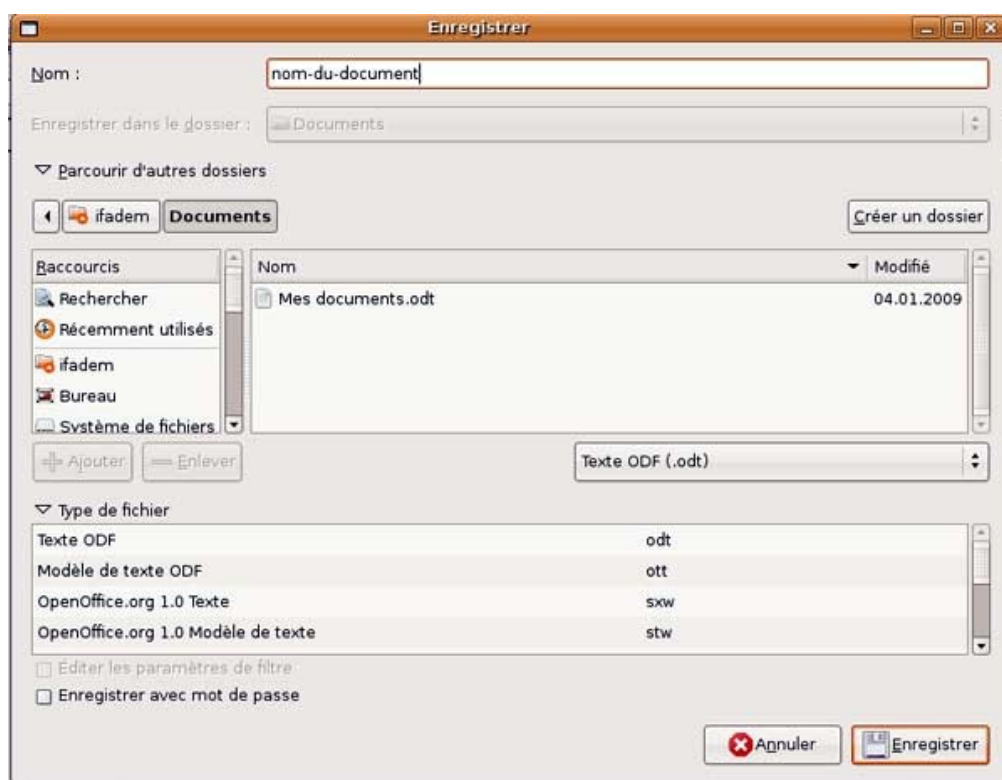 Enregistrer
Nom :
nom-du-document
Enregistrer dans le dossier :
Documents
Parcourir d'autres dossiers
ifadem
Documents
Créer un dossier
Raccourcis
Nom
Modifié
Rechercher
Mes documents.odt
04.01.2009
Récemment utilisés
ifadem
Bureau
Système de fichiers
Ajouter
Enlever
Texte ODF (.odt)
Type de fichier
Texte ODF odt
Modèle de texte ODF ott
OpenOffice.org 1.0 Texte sxw
OpenOffice.org 1.0 Modèle de texte stw
Éditer les paramètres de filtre
Enregistrer avec mot de passe
Annuler
Enregistrer